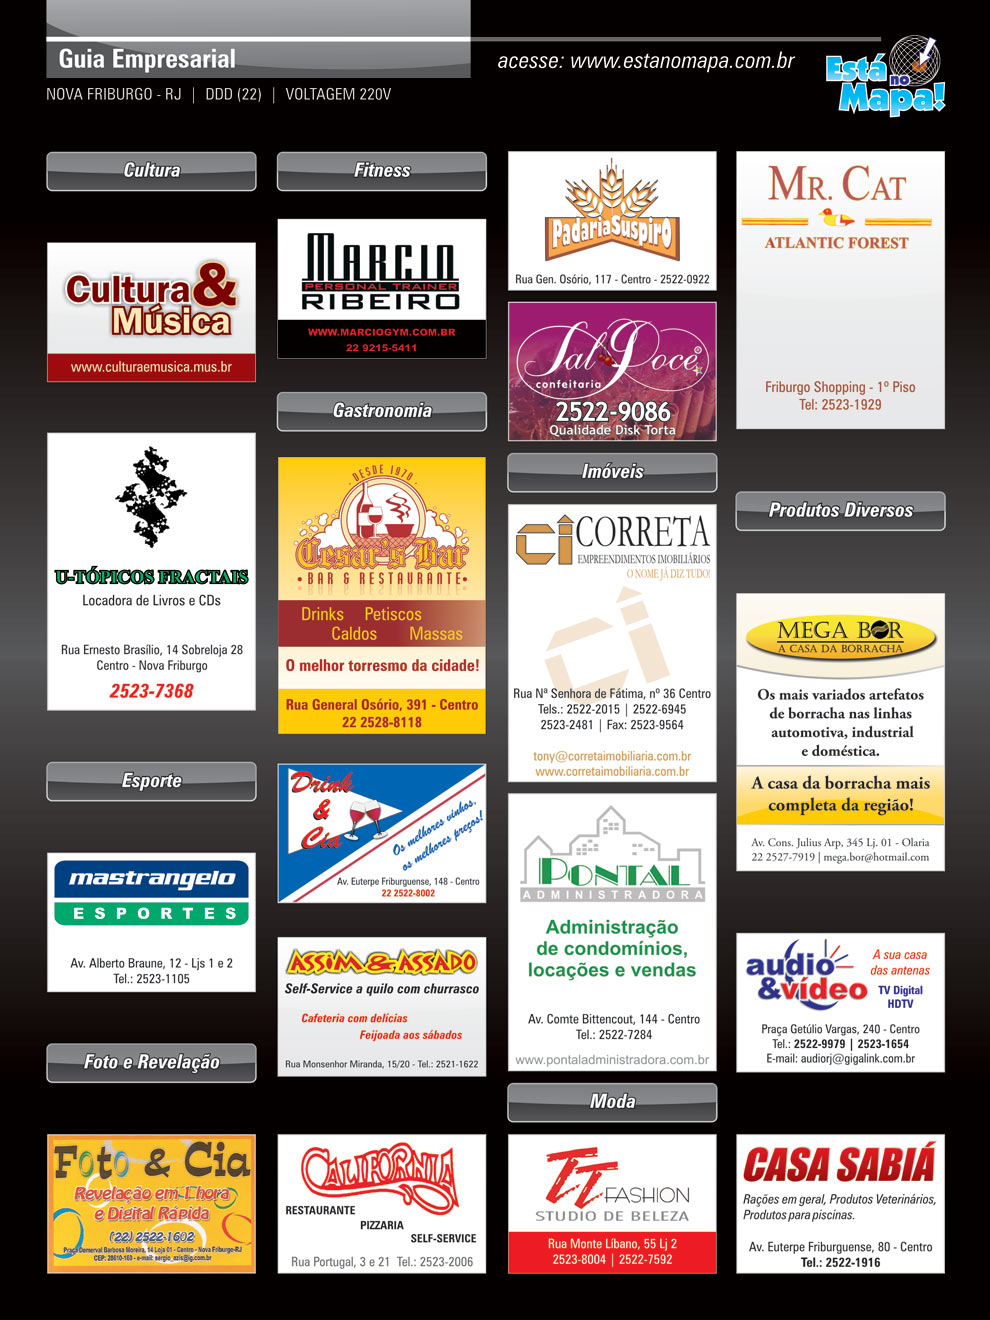 Guia Empresarial
acesse: www.estanomapa.com.br
Está
no
Mapa!
NOVA FRIBURGO - RJ | DDD (22) | VOLTAGEM 220V
Cultura
Cultura &
Música
www.culturaemusica.mus.br
U-TÓPICOS FRACTAIS
Locadora de Livros e CDs
Rua Ernesto Brasílio, 14 Sobreloja 28
Centro - Nova Friburgo
2523-7368
Esporte
mastrangelo
ESPORTES
Av. Alberto Braune, 12 - Ljs 1 e 2
Tel.: 2523-1105
Foto e Revelação
Foto & Cia
Revelação em 1 hora
e Digital Rápida
(22) 2522-1602
Praça Demerval Barbosa Moreira, 14 Loja 01 - Centro - Nova Friburgo-RJ
CEP: 28610-160 - e-mail: sergio_azis@ig.com.br
Fitness
MARCIO
PERSONAL TRAINER
RIBEIRO
WWW.MARCIOGYM.COM.BR
22 9215-5411
Gastronomia
DESDE 1970
Cesar's Bar
• BAR & RESTAURANTE •
Drinks Petiscos
Caldos Massas
O melhor torresmo da cidade!
Rua General Osório, 391 - Centro
22 2528-8118
Drink
&
Cia
Os melhores vinhos,
os melhores preços!
Av. Euterpe Friburguense, 148 - Centro
22 2522-8002
ASSIM & ASSADO
Self-Service a quilo com churrasco
Cafeteria com delícias
Feijoada aos sábados
Rua Monsenhor Miranda, 15/20 - Tel.: 2521-1622
CALIFORNIA
RESTAURANTE
PIZZARIA
SELF-SERVICE
Rua Portugal, 3 e 21 Tel.: 2523-2006
Padaria Suspiro
Rua Gen. Osório, 117 - Centro - 2522-0922
Sal Doce ®
confeitaria
2522-9086
Qualidade Disk Torta
Imóveis
ci CORRETA
EMPREENDIMENTOS IMOBILIÁRIOS
O NOME JÁ DIZ TUDO!
ci
Rua Nª Senhora de Fátima, nº 36 Centro
Tels.: 2522-2015 | 2522-6945
2523-2481 | Fax: 2523-9564
tony@corretaimobiliaria.com.br
www.corretaimobiliaria.com.br
PONTAL
ADMINISTRADORA
Administração
de condomínios,
locações e vendas
Av. Comte Bittencout, 144 - Centro
Tel.: 2522-7284
www.pontaladministradora.com.br
Moda
TT FASHION
STUDIO DE BELEZA
Rua Monte Líbano, 55 Lj 2
2523-8004 | 2522-7592
MR. CAT
ATLANTIC FOREST
Friburgo Shopping - 1º Piso
Tel: 2523-1929
Produtos Diversos
MEGA BOR
A CASA DA BORRACHA
Os mais variados artefatos
de borracha nas linhas
automotiva, industrial
e doméstica.
A casa da borracha mais
completa da região!
Av. Cons. Julius Arp, 345 Lj. 01 - Olaria
22 2527-7919 | mega.bor@hotmail.com
audio
&vídeo
A sua casa
das antenas
TV Digital
HDTV
Praça Getúlio Vargas, 240 - Centro
Tel.: 2522-9979 | 2523-1654
E-mail: audiorj@gigalink.com.br
CASA SABIÁ
Rações em geral, Produtos Veterinários,
Produtos para piscinas.
Av. Euterpe Friburguense, 80 - Centro
Tel.: 2522-1916